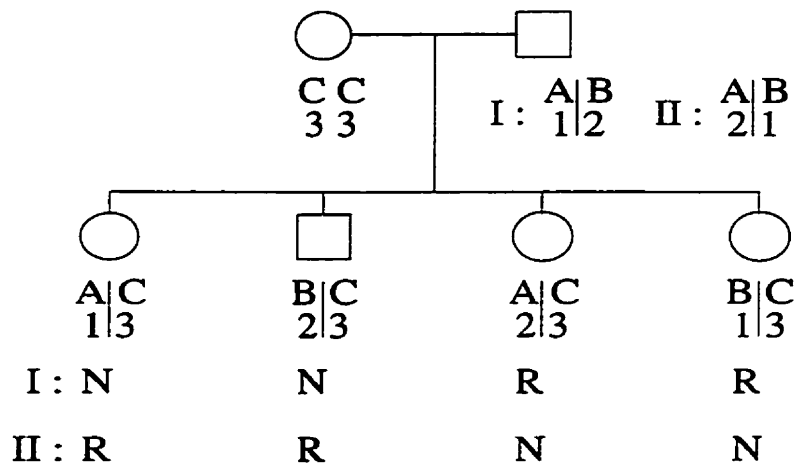 C C
3 3
I : A|B
1|2
II : A|B
2|1
A|C
1|3
B|C
2|3
A|C
2|3
B|C
1|3
I : N N R R
II : R R N N